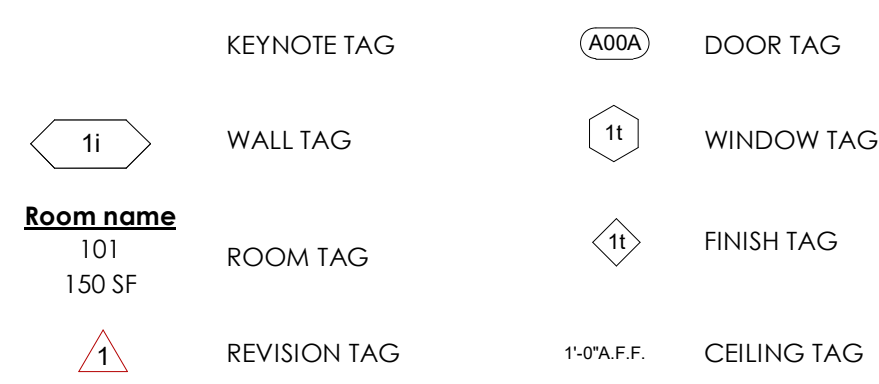 KEYNOTE TAG
A00A DOOR TAG
1i WALL TAG
1t WINDOW TAG
Room name
101
150 SF
ROOM TAG
1t FINISH TAG
1 REVISION TAG
1'-0"A.F.F. CEILING TAG